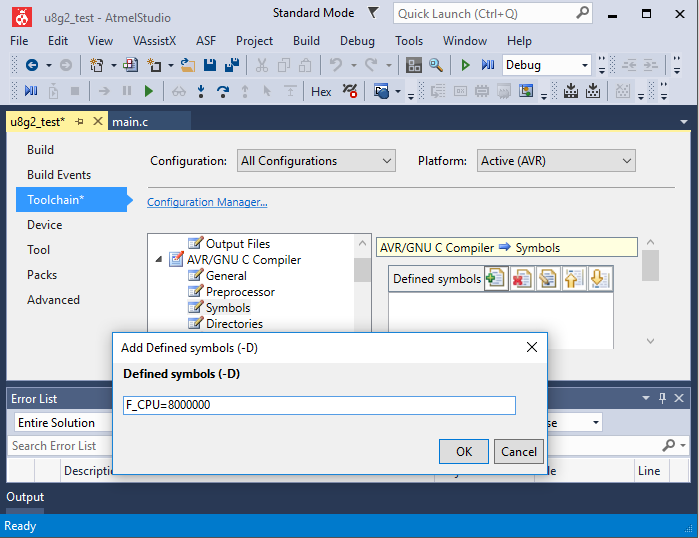 u8g2_test - AtmelStudio
Standard Mode
Quick Launch (Ctrl+Q)
File Edit View VAssistX ASF Project Build Debug Tools Window Help
Debug
Hex
u8g2_test* main.c
Build
Build Events
Toolchain*
Device
Tool
Packs
Advanced
Configuration: All Configurations Platform: Active (AVR)
Configuration Manager...
Output Files
AVR/GNU C Compiler
General
Preprocessor
Symbols
Directories
AVR/GNU C Compiler Symbols
Defined symbols
Add Defined symbols (-D)
Defined symbols (-D)
F_CPU=8000000
OK Cancel
Error List
Entire Solution
Search Error List
Line
Output
Ready